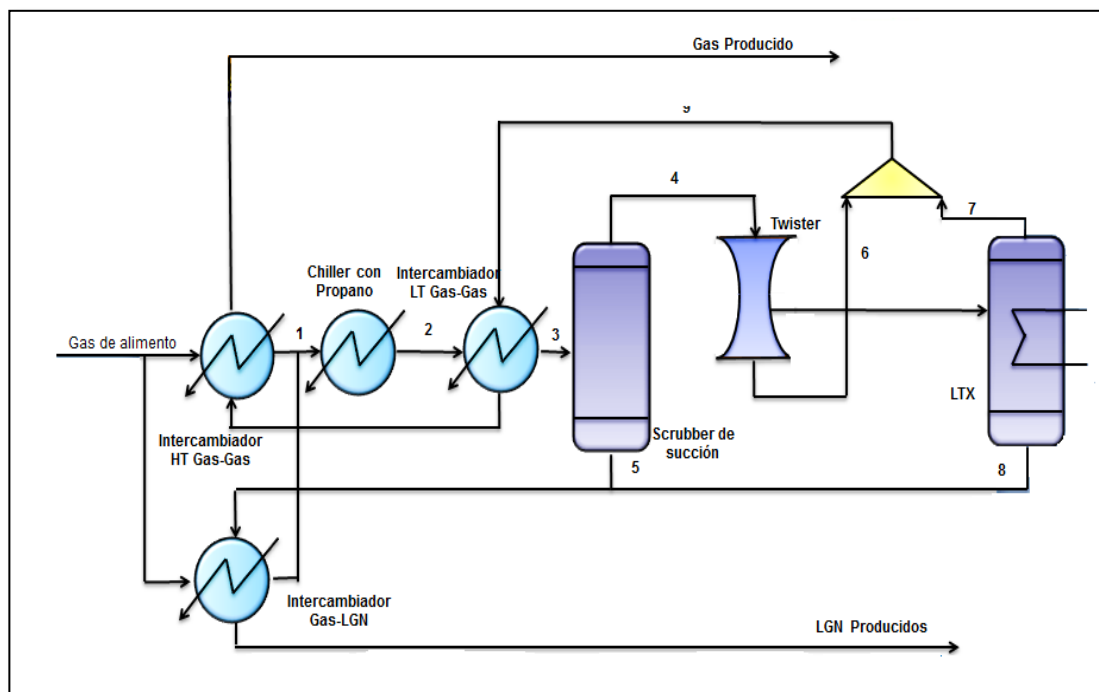 Gas Producido
9
4
7
Twister
6
Chiller con
Propano
Intercambiador
LT Gas-Gas
Gas de alimento
1
2
3
LTX
Intercambiador
HT Gas-Gas
Scrubber de
succión
5
8
Intercambiador
Gas-LGN
LGN Producidos